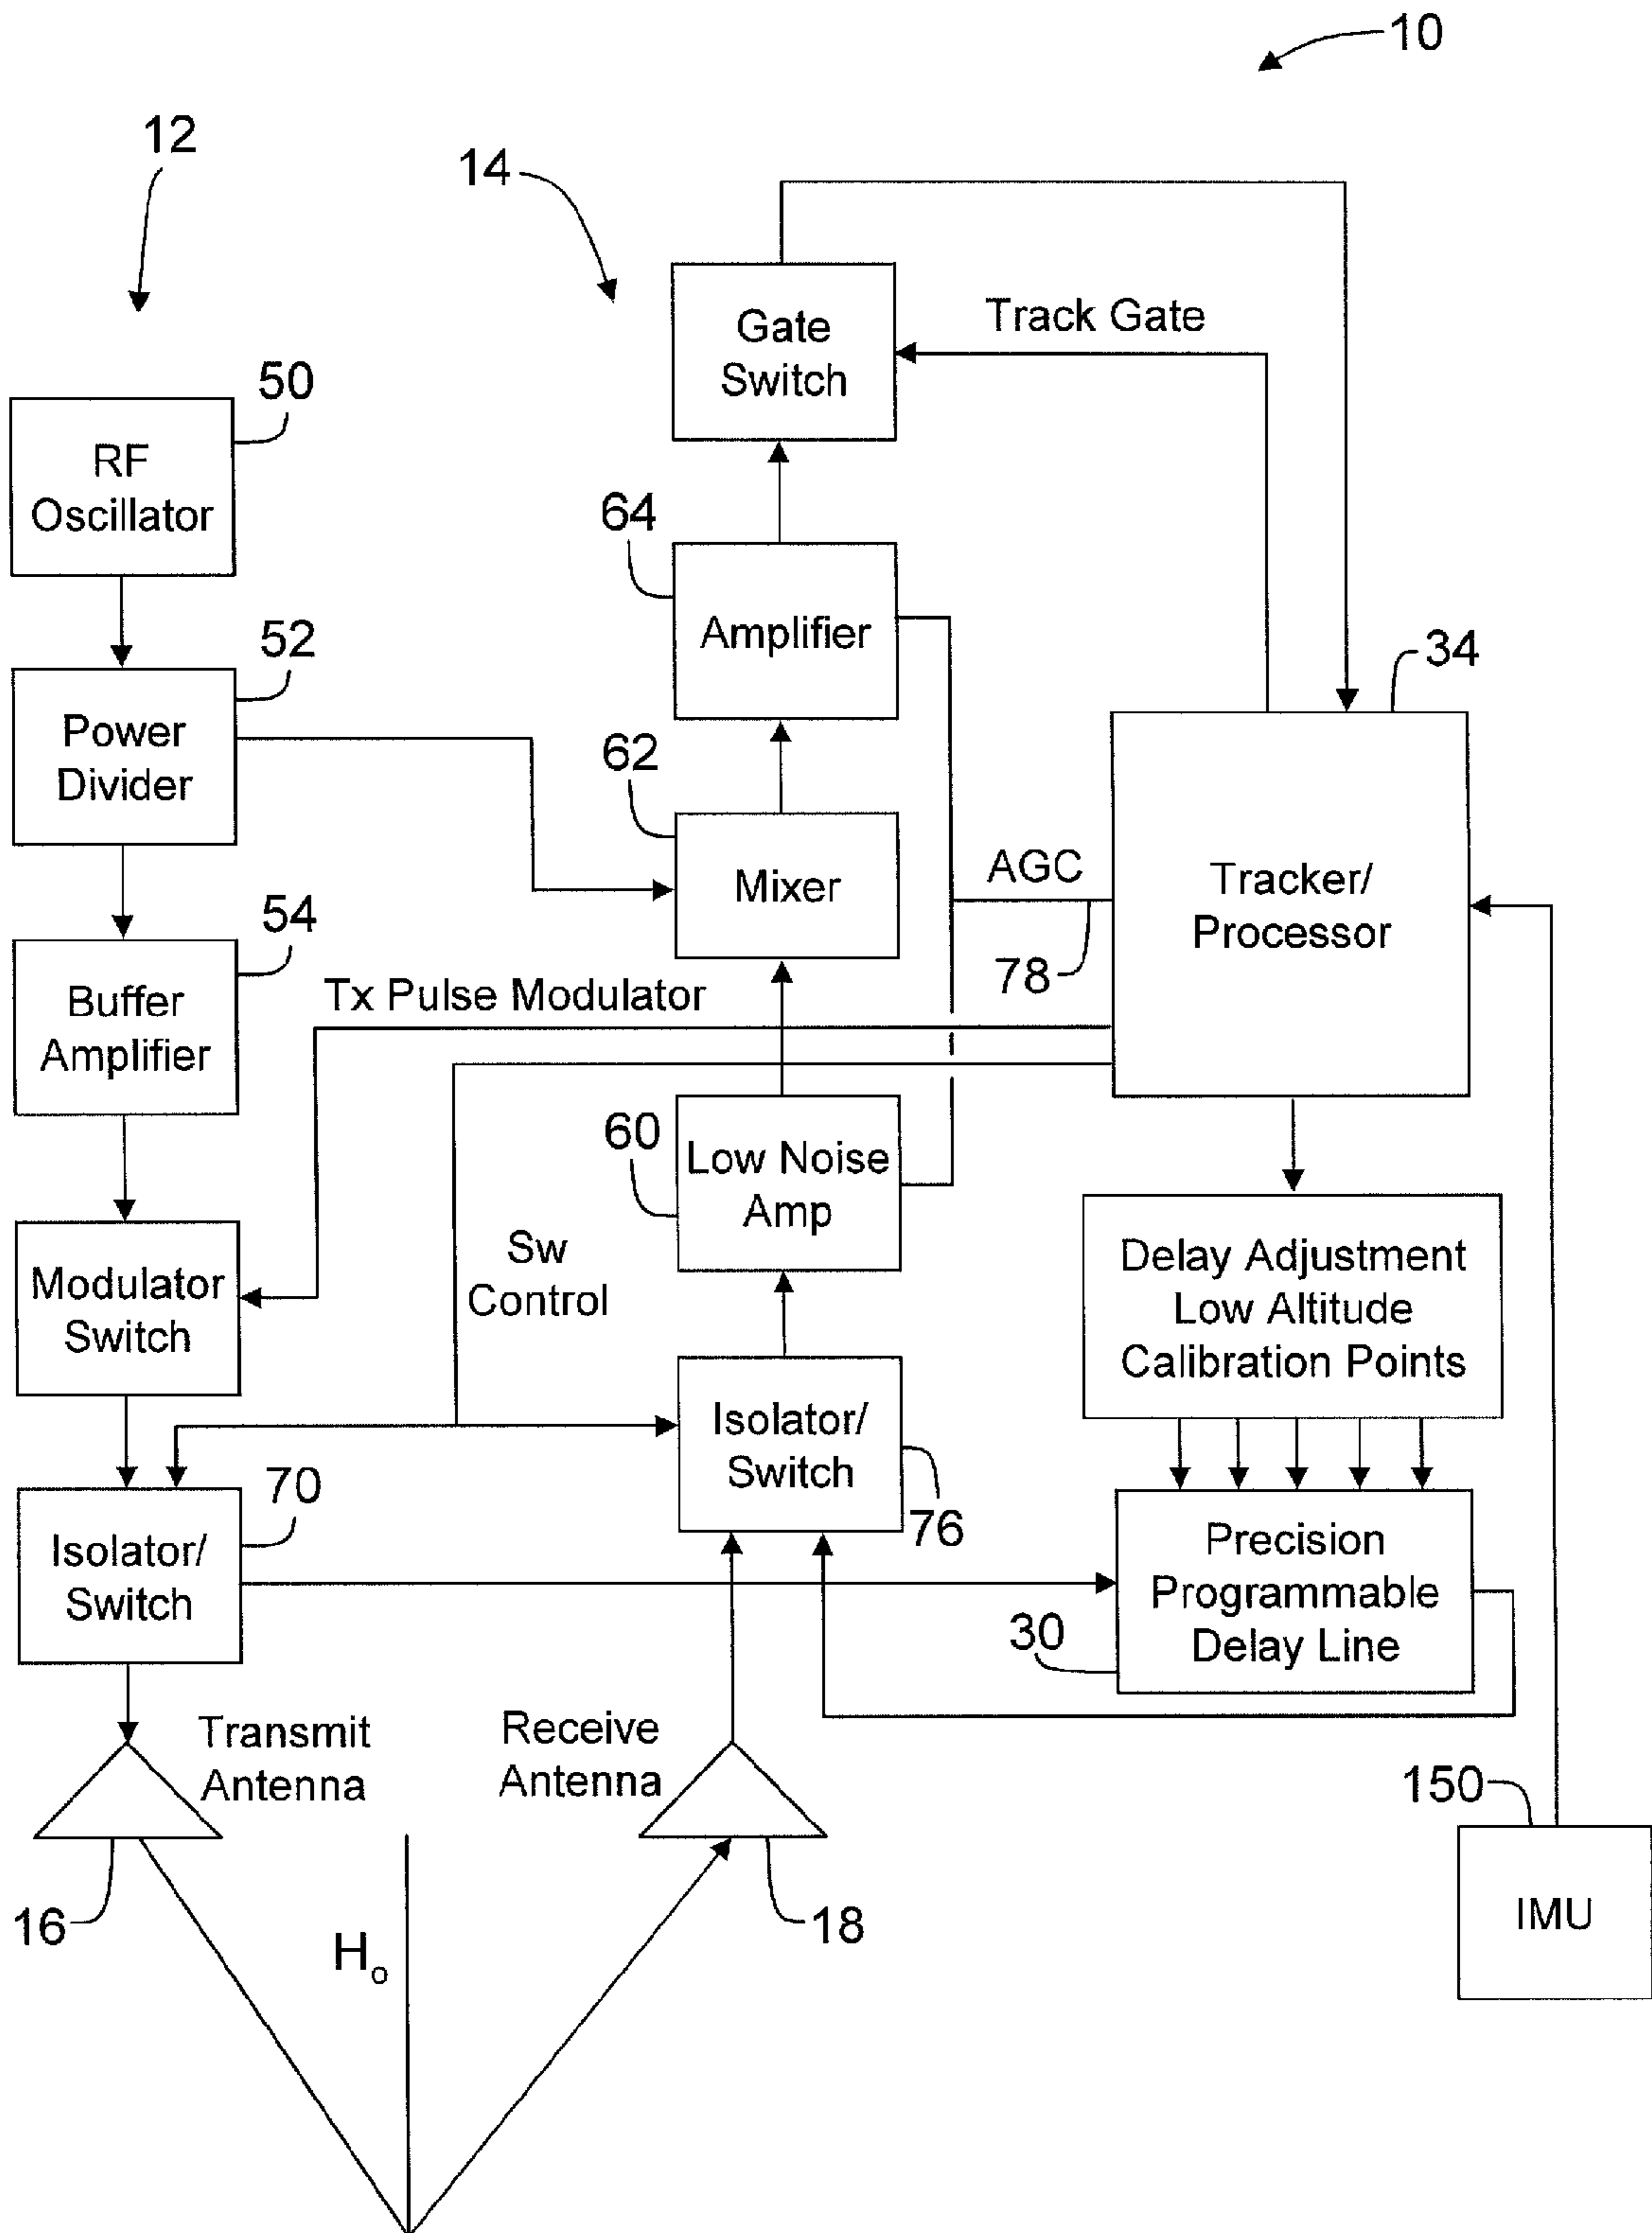 10
12
14
Gate
Switch
Track Gate
50
RF
Oscillator
64
Amplifier
52
Power
Divider
34
62
Mixer
AGC
Tracker/
Processor
78
54
Buffer
Amplifier
Tx Pulse Modulator
60
Low Noise
Amp
Modulator
Switch
Sw
Control
Delay Adjustment
Low Altitude
Calibration Points
Isolator/
Switch
76
70
Isolator/
Switch
Precision
Programmable
Delay Line
30
Transmit
Antenna
Receive
Antenna
16
18
Ho
150
IMU